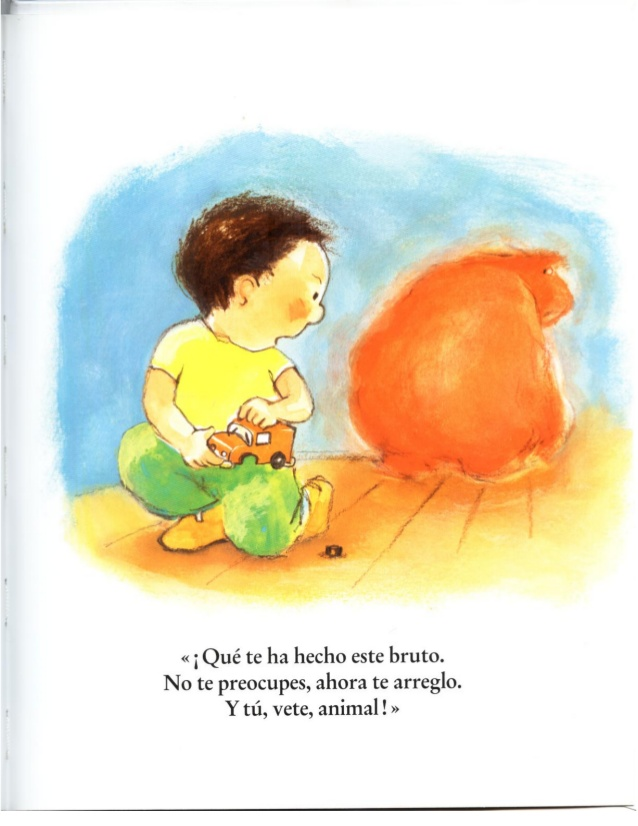 «¡Qué te ha hecho este bruto.
No te preocupes, ahora te arreglo.
Y tú, vete, animal!»